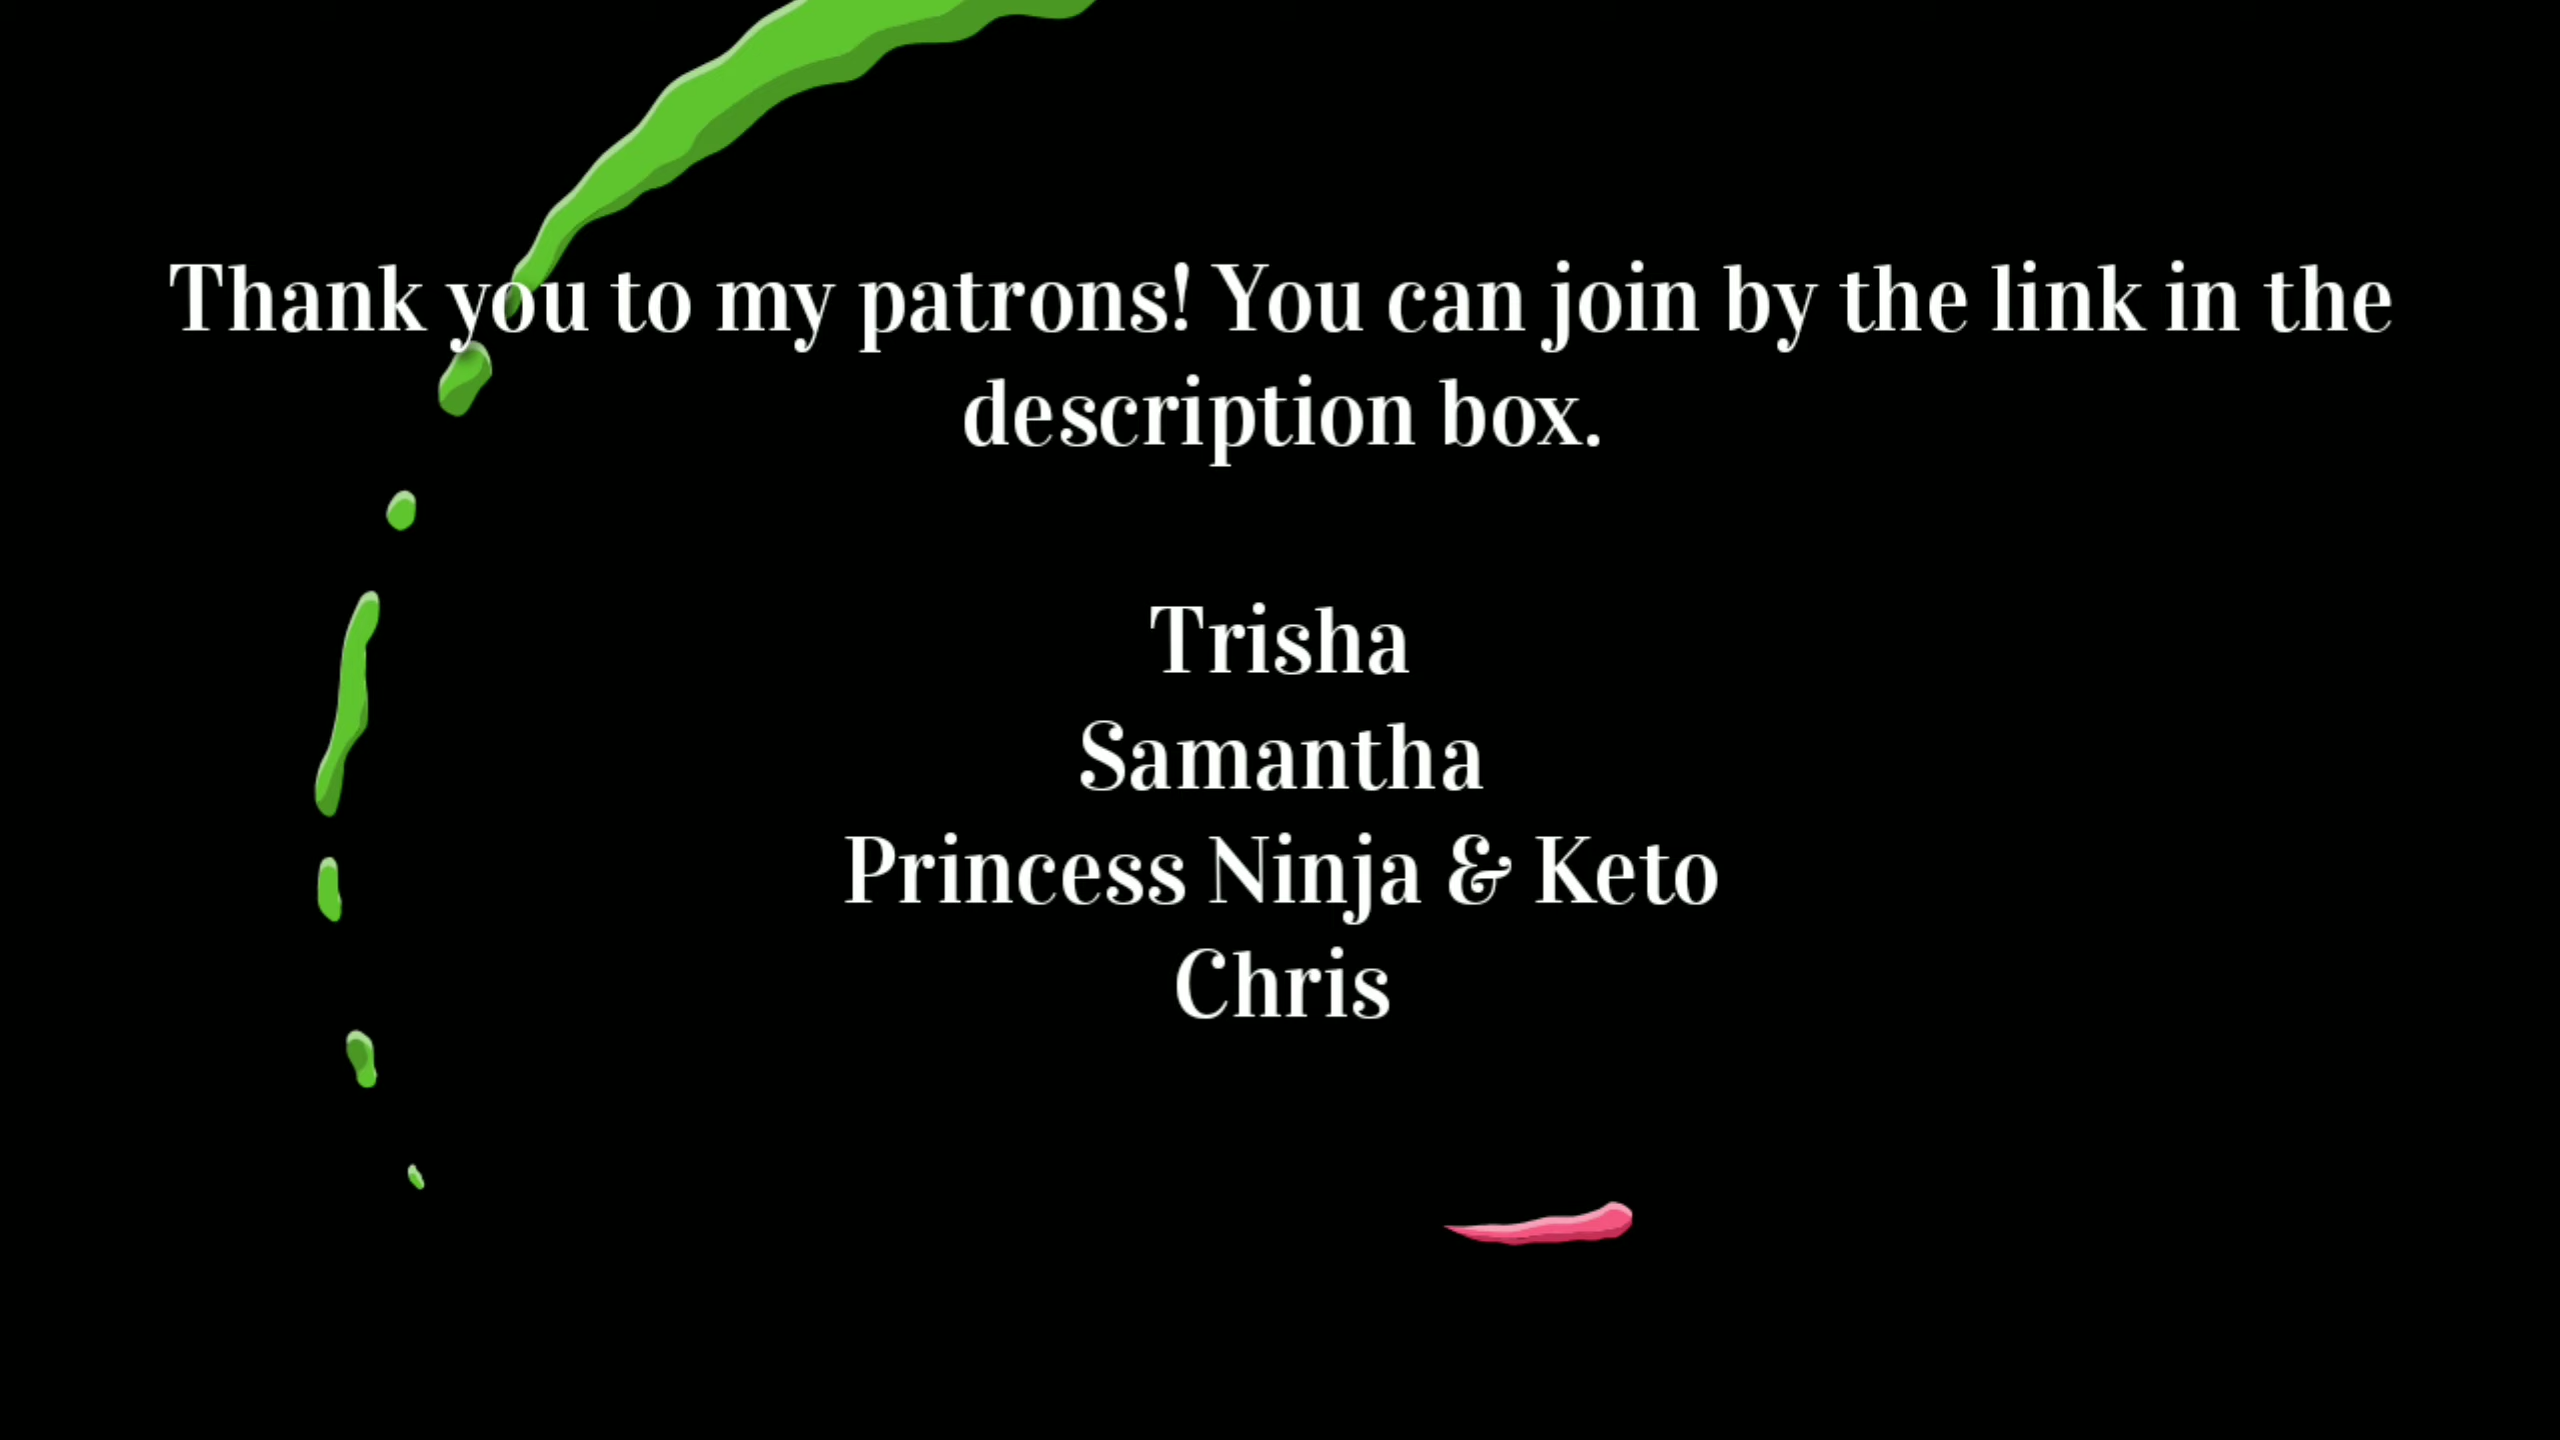 Thank you to my patrons! You can join by the link in the
description box.
Trisha
Samantha
Princess Ninja & Keto
Chris